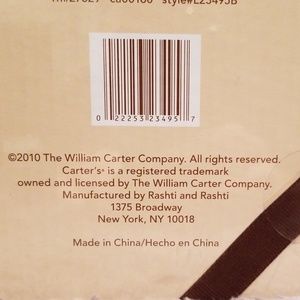 style#L23495B
0 22253 23495 7
©2010 The William Carter Company. All rights reserved.
Carter's® is a registered trademark
owned and licensed by The William Carter Company.
Manufactured by Rashti and Rashti
1375 Broadway
New York, NY 10018
Made in China/Hecho en China